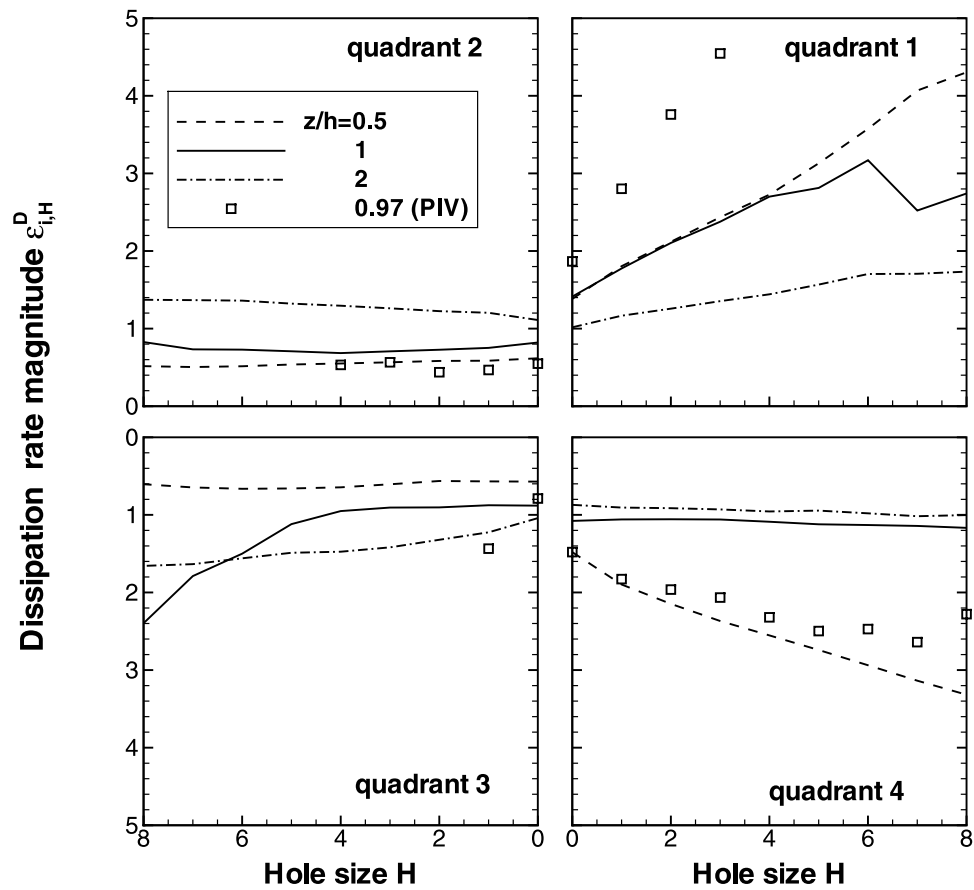 Dissipation rate magnitude ε^D_{i,H}
5
4
3
2
1
0
quadrant 2
z/h=0.5
1
2
0.97 (PIV)
quadrant 1
0
1
2
3
4
5
quadrant 3
quadrant 4
8 6 4 2 0
0 2 4 6 8
Hole size H
Hole size H